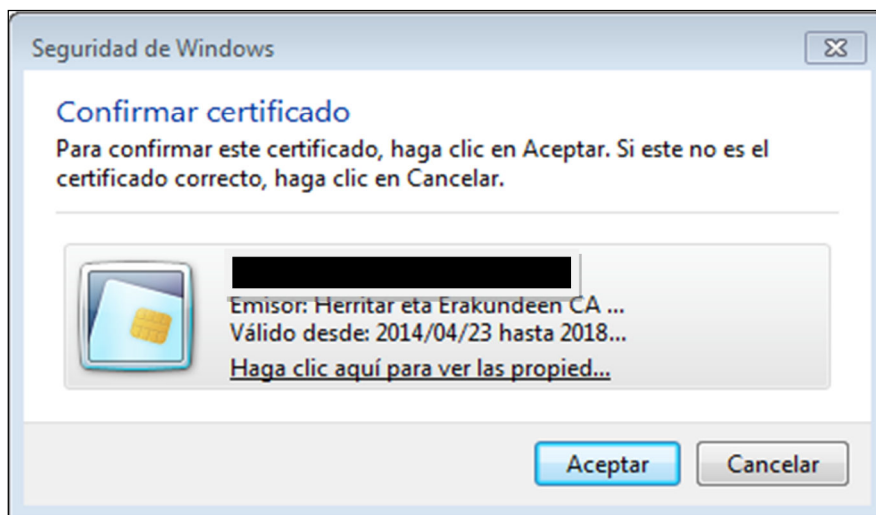 Seguridad de Windows
Confirmar certificado
Para confirmar este certificado, haga clic en Aceptar. Si este no es el
certificado correcto, haga clic en Cancelar.
Emisor: Herritar eta Erakundeen CA ...
Válido desde: 2014/04/23 hasta 2018...
Haga clic aquí para ver las propied...
Aceptar
Cancelar